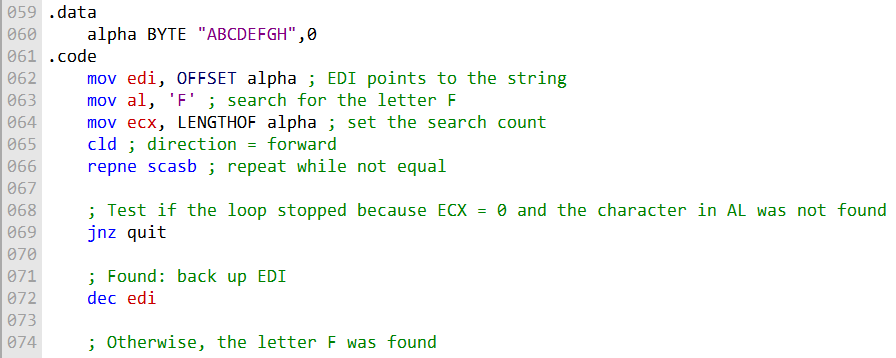 059 .data
060     alpha BYTE "ABCDEFGH",0
061 .code
062     mov edi, OFFSET alpha ; EDI points to the string
063     mov al, 'F' ; search for the letter F
064     mov ecx, LENGTHOF alpha ; set the search count
065     cld ; direction = forward
066     repne scasb ; repeat while not equal
067
068     ; Test if the loop stopped because ECX = 0 and the character in AL was not found
069     jnz quit
070
071     ; Found: back up EDI
072     dec edi
073
074     ; Otherwise, the letter F was found